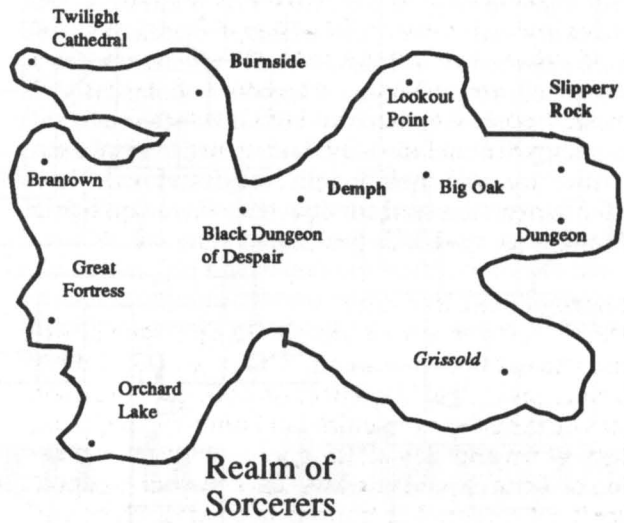 Twilight
Cathedral
Burnside
Lookout
Point
Slippery
Rock
Brantown
Demph
Big Oak
Black Dungeon
of Despair
Dungeon
Great
Fortress
Grissold
Orchard
Lake
Realm of
Sorcerers